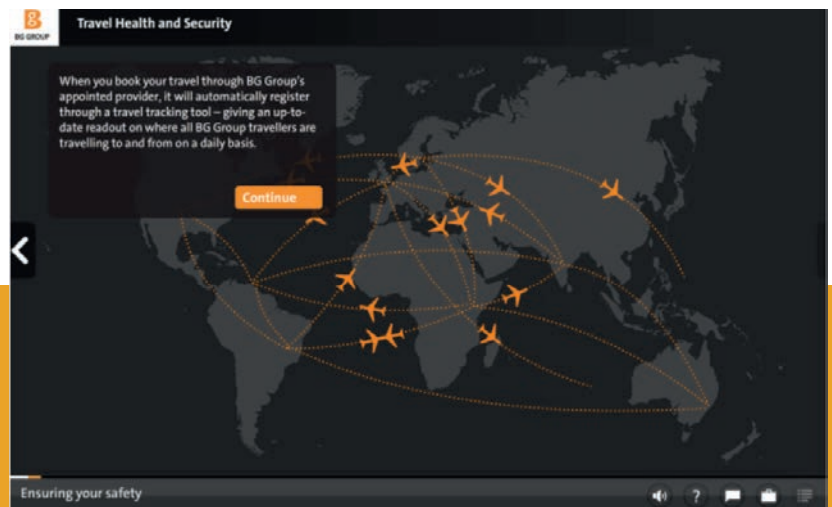 BG GROUP
Travel Health and Security
When you book your travel through BG Group's
appointed provider, it will automatically register
through a travel tracking tool – giving an up-to-
date readout on where all BG Group travellers are
travelling to and from on a daily basis.
Continue
Ensuring your safety
?